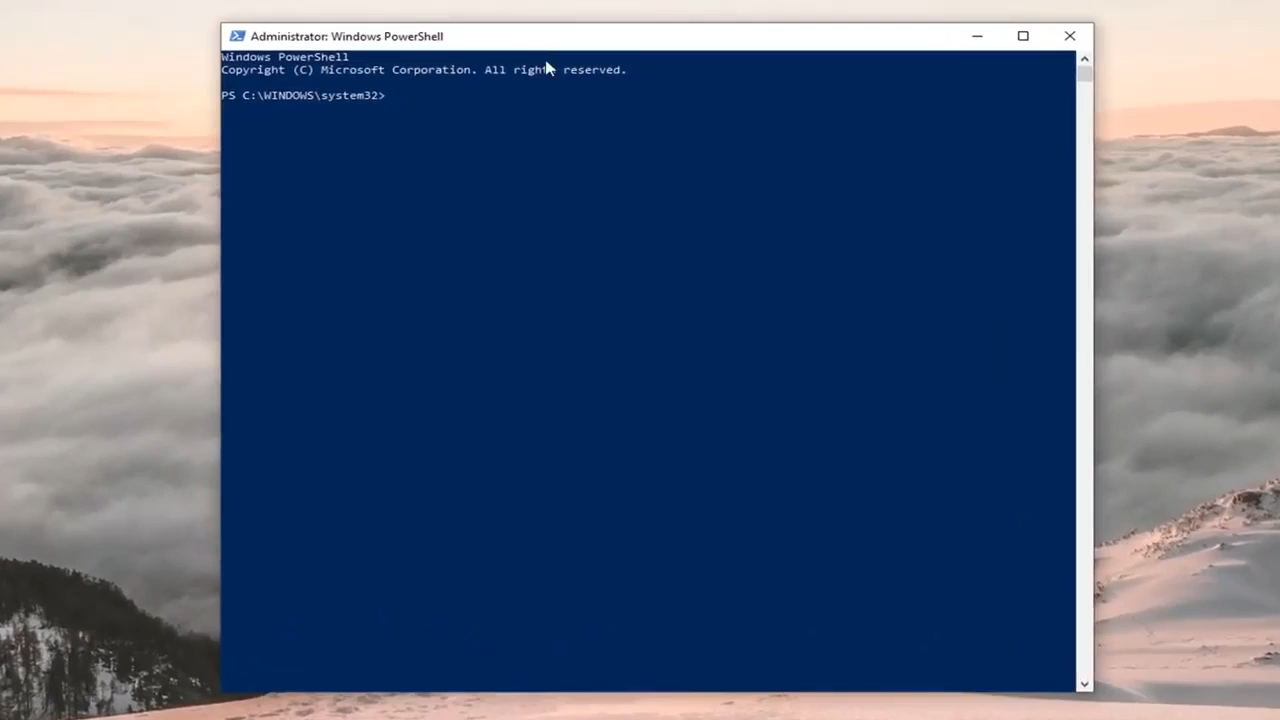 Administrator: Windows PowerShell
Windows PowerShell
Copyright (C) Microsoft Corporation. All rights reserved.
PS C:\WINDOWS\system32>